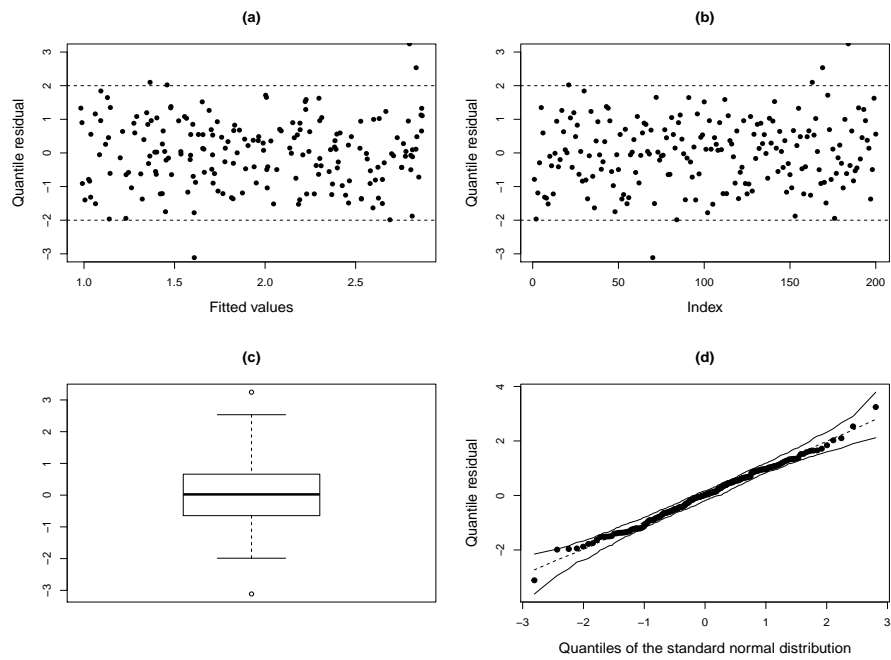 (a)
Quantile residual
3
2
1
0
−1
−2
−3
1.0 1.5 2.0 2.5
Fitted values
(b)
Quantile residual
3
2
1
0
−1
−2
−3
0 50 100 150 200
Index
(c)
3
2
1
0
−1
−2
−3
(d)
Quantile residual
4
2
0
−2
−3 −2 −1 0 1 2 3
Quantiles of the standard normal distribution